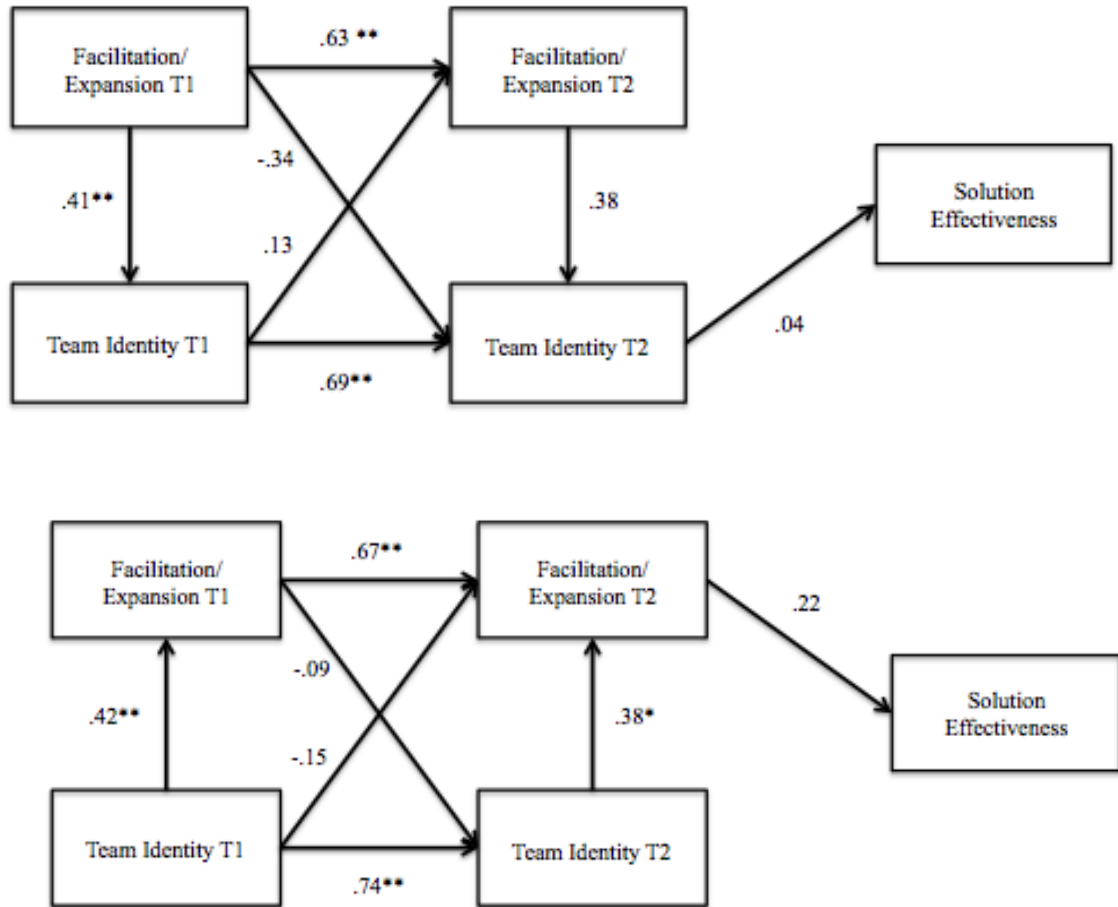 Facilitation/
Expansion T1
.63 **
Facilitation/
Expansion T2
-.34
.41**
.38
.13
Solution
Effectiveness
Team Identity T1
Team Identity T2
.04
.69**
Facilitation/
Expansion T1
.67**
Facilitation/
Expansion T2
.22
-.09
.42**
.38*
-.15
Solution
Effectiveness
Team Identity T1
Team Identity T2
.74**